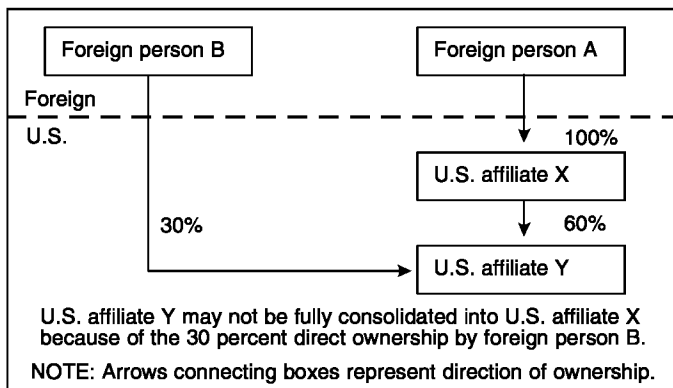 Foreign person B
Foreign person A
Foreign
U.S.
100%
U.S. affiliate X
30%
60%
U.S. affiliate Y
U.S. affiliate Y may not be fully consolidated into U.S. affiliate X
because of the 30 percent direct ownership by foreign person B.
NOTE: Arrows connecting boxes represent direction of ownership.